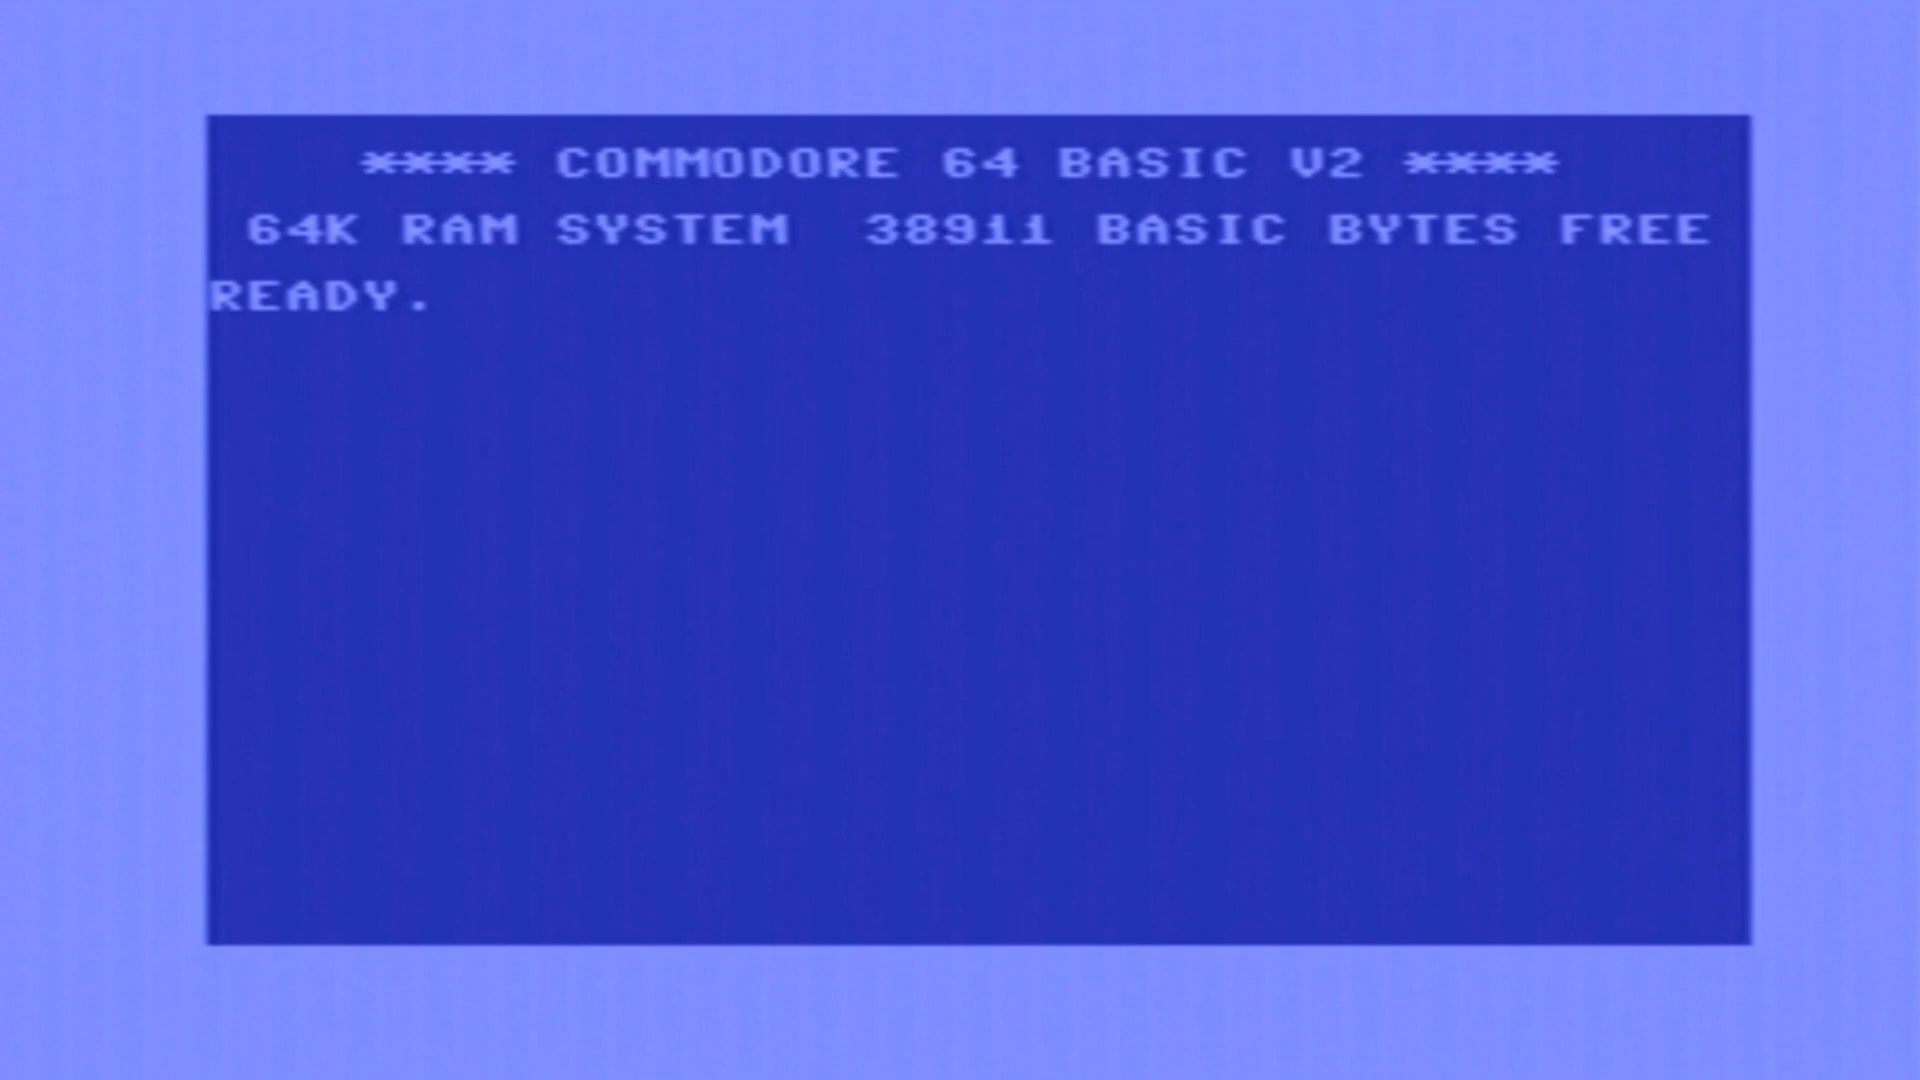 **** COMMODORE 64 BASIC V2 ****
64K RAM SYSTEM  38911 BASIC BYTES FREE
READY.